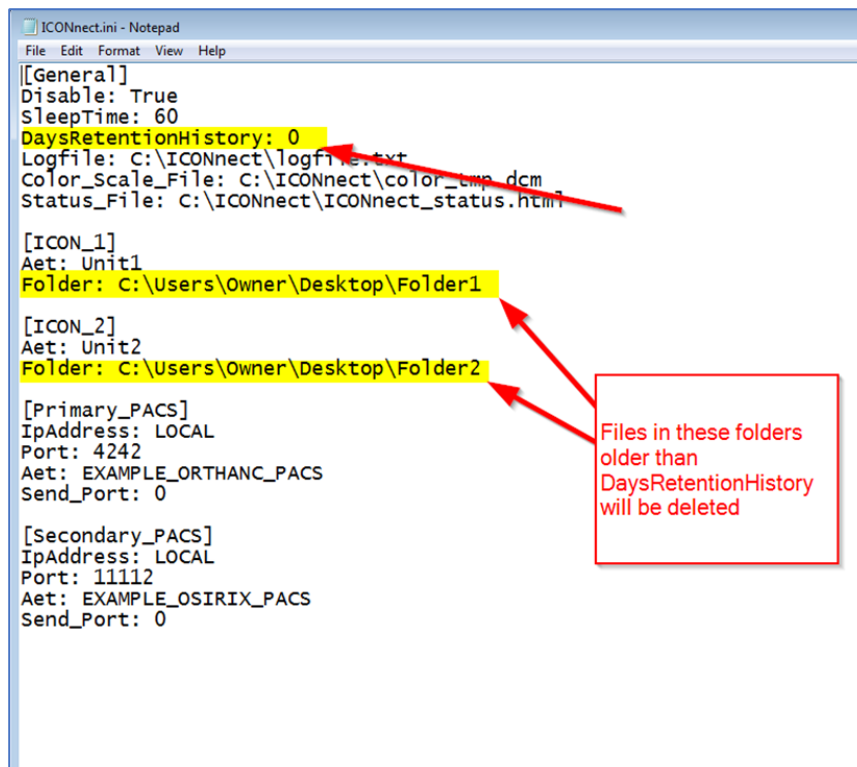 ICONnect.ini - Notepad
File Edit Format View Help
[General]
Disable: True
SleepTime: 60
DaysRetentionHistory: 0
Logfile: C:\ICONnect\logfile.txt
Color_Scale_File: C:\ICONnect\color_tmp.dcm
Status_File: C:\ICONnect\ICONnect_status.html
[ICON_1]
Aet: Unit1
Folder: C:\Users\Owner\Desktop\Folder1
[ICON_2]
Aet: Unit2
Folder: C:\Users\Owner\Desktop\Folder2
[Primary_PACS]
IpAddress: LOCAL
Port: 4242
Aet: EXAMPLE_ORTHANC_PACS
Send_Port: 0
[Secondary_PACS]
IpAddress: LOCAL
Port: 11112
Aet: EXAMPLE_OSIRIX_PACS
Send_Port: 0
Files in these folders
older than
DaysRetentionHistory
will be deleted